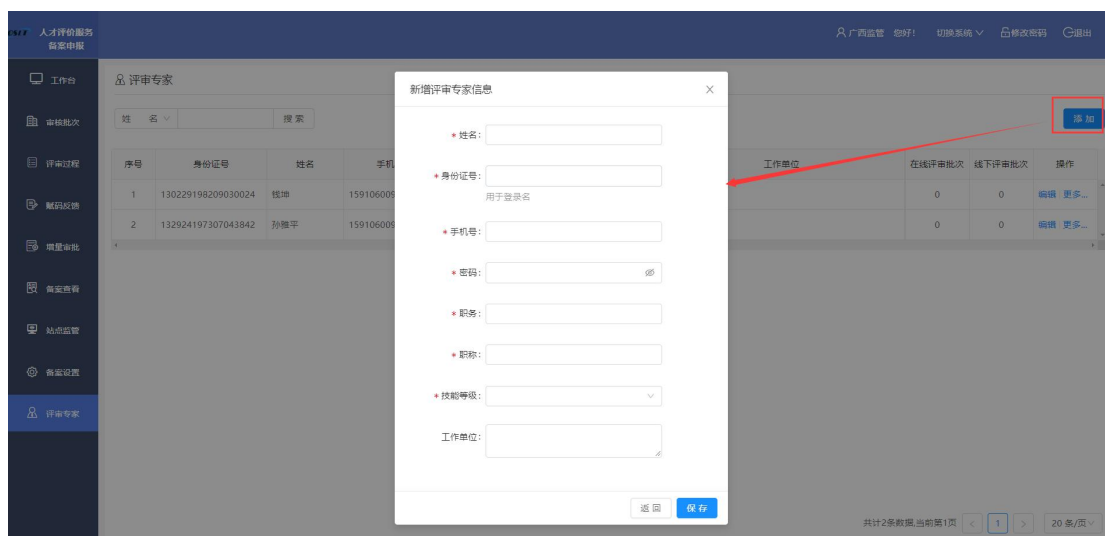 人才评价服务
备案申报
广西监管 您好! 切换系统 修改密码 退出
工作台
审核批次
评审过程
赋码反馈
增量审批
备案查看
站点监管
备案设置
评审专家
评审专家
姓 名 搜 索
添 加
序号 身份证号 姓名 手机 工作单位 在线评审批次 线下评审批次 操作
1 130229198209030024 钱坤 159106009 0 0 编辑 更多...
2 132924197307043842 孙雅平 159106009 0 0 编辑 更多...
新增评审专家信息
* 姓名:
* 身份证号:
用于登录名
* 手机号:
* 密码:
* 职务:
* 职称:
* 技能等级:
工作单位:
返 回 保 存
共计2条数据,当前第1页 < 1 > 20 条/页